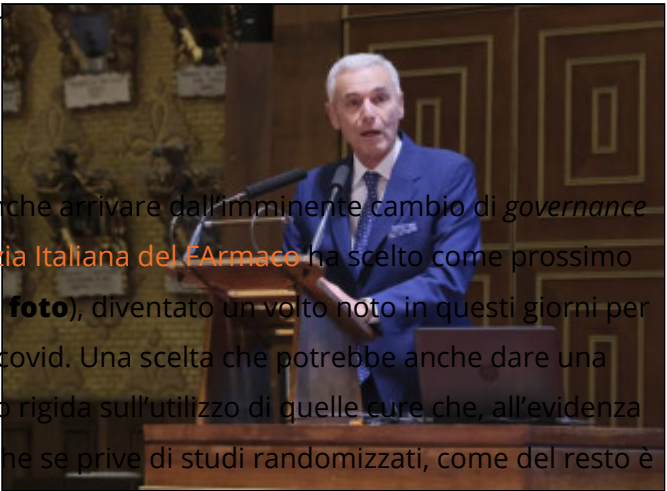 che arrivare dall'imminente cambio di governance
zia Italiana del FArmaco ha scelto come prossimo
foto), diventato un volto noto in questi giorni per
covid. Una scelta che potrebbe anche dare una
rigida sull'utilizzo di quelle cure che, all'evidenza
he se prive di studi randomizzati, come del resto è